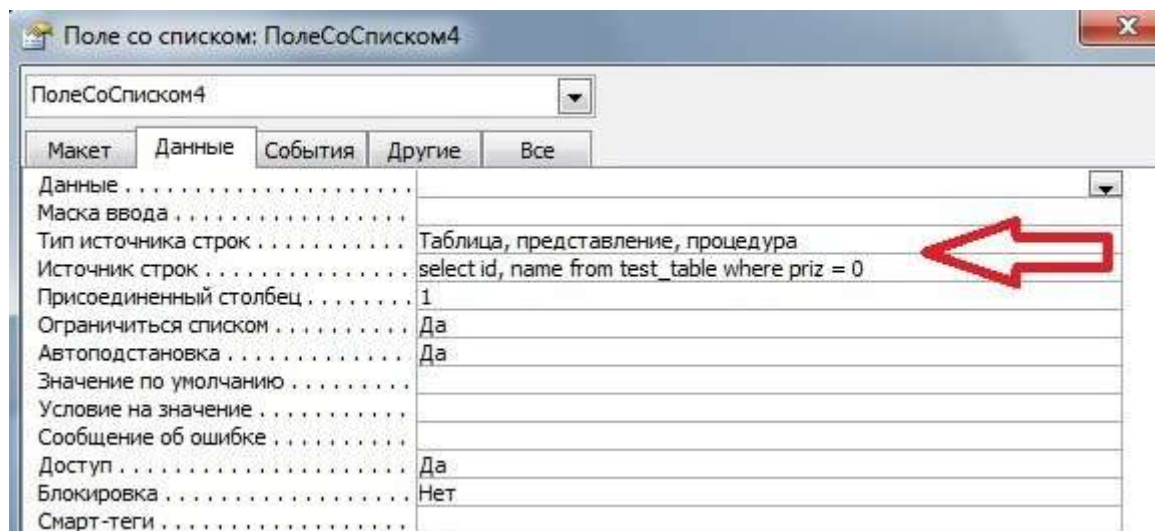 Поле со списком: ПолеСоСписком4
ПолеСоСписком4
Макет Данные События Другие Все
Данные
Маска ввода
Тип источника строк Таблица, представление, процедура
Источник строк select id, name from test_table where priz = 0
Присоединенный столбец 1
Ограничиться списком Да
Автоподстановка Да
Значение по умолчанию
Условие на значение
Сообщение об ошибке
Доступ Да
Блокировка Нет
Смарт-теги